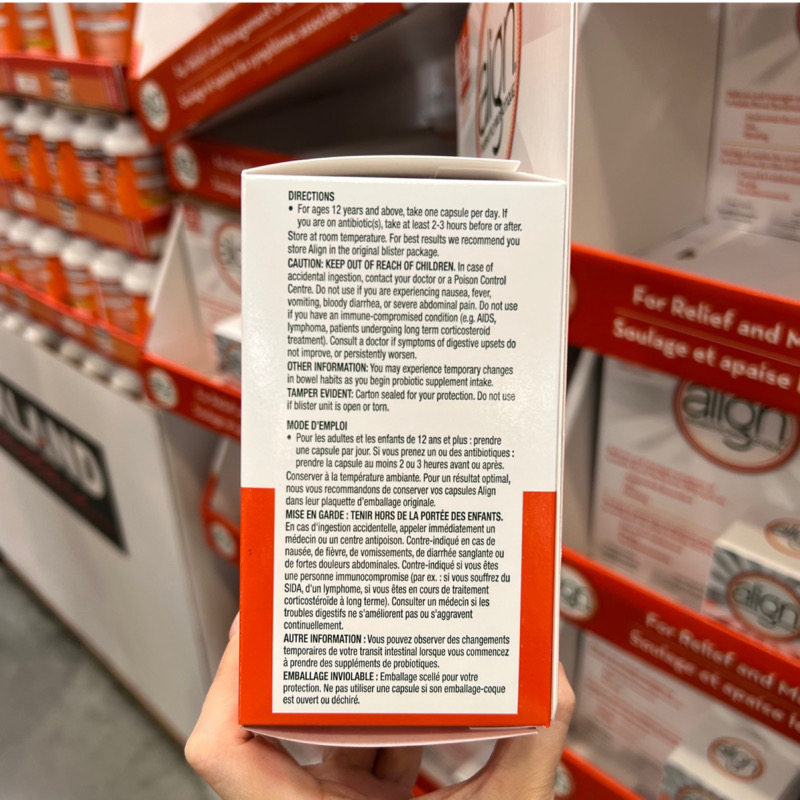 DIRECTIONS
• For ages 12 years and above, take one capsule per day. If
you are on antibiotic(s), take at least 2-3 hours before or after.
Store at room temperature. For best results we recommend you
store Align in the original blister package.
CAUTION: KEEP OUT OF REACH OF CHILDREN. In case of
accidental ingestion, contact your doctor or a Poison Control
Centre. Do not use if you are experiencing nausea, fever,
vomiting, bloody diarrhea, or severe abdominal pain. Do not use
if you have an immune-compromised condition (e.g. AIDS,
lymphoma, patients undergoing long term corticosteroid
treatment). Consult a doctor if symptoms of digestive upsets do
not improve, or persistently worsen.
OTHER INFORMATION: You may experience temporary changes
in bowel habits as you begin probiotic supplement intake.
TAMPER EVIDENT: Carton sealed for your protection. Do not use
if blister unit is open or torn.
MODE D'EMPLOI
• Pour les adultes et les enfants de 12 ans et plus : prendre
une capsule par jour. Si vous prenez un ou des antibiotiques :
prendre la capsule au moins 2 ou 3 heures avant ou après.
Conserver à la température ambiante. Pour un résultat optimal,
nous vous recommandons de conserver vos capsules Align
dans leur plaquette d'emballage originale.
MISE EN GARDE : TENIR HORS DE LA PORTÉE DES ENFANTS.
En cas d'ingestion accidentelle, appeler immédiatement un
médecin ou un centre antipoison. Contre-indiqué en cas de
nausée, de fièvre, de vomissements, de diarrhée sanglante ou
de fortes douleurs abdominales. Contre-indiqué si vous êtes
une personne immunocompromise (par ex. : si vous souffrez du
SIDA, d'un lymphome, si vous êtes en cours de traitement
corticostéroïde à long terme). Consulter un médecin si les
troubles digestifs ne s'améliorent pas ou s'aggravent
continuellement.
AUTRE INFORMATION : Vous pouvez observer des changements
temporaires de votre transit intestinal lorsque vous commencez
à prendre des suppléments de probiotiques.
EMBALLAGE INVIOLABLE : Emballage scellé pour votre
protection. Ne pas utiliser une capsule si son emballage-coque
est ouvert ou déchiré.
align
For Relief and M
Soulage et apaise
align
align
For Relief and M
Soulage et apaise le
align